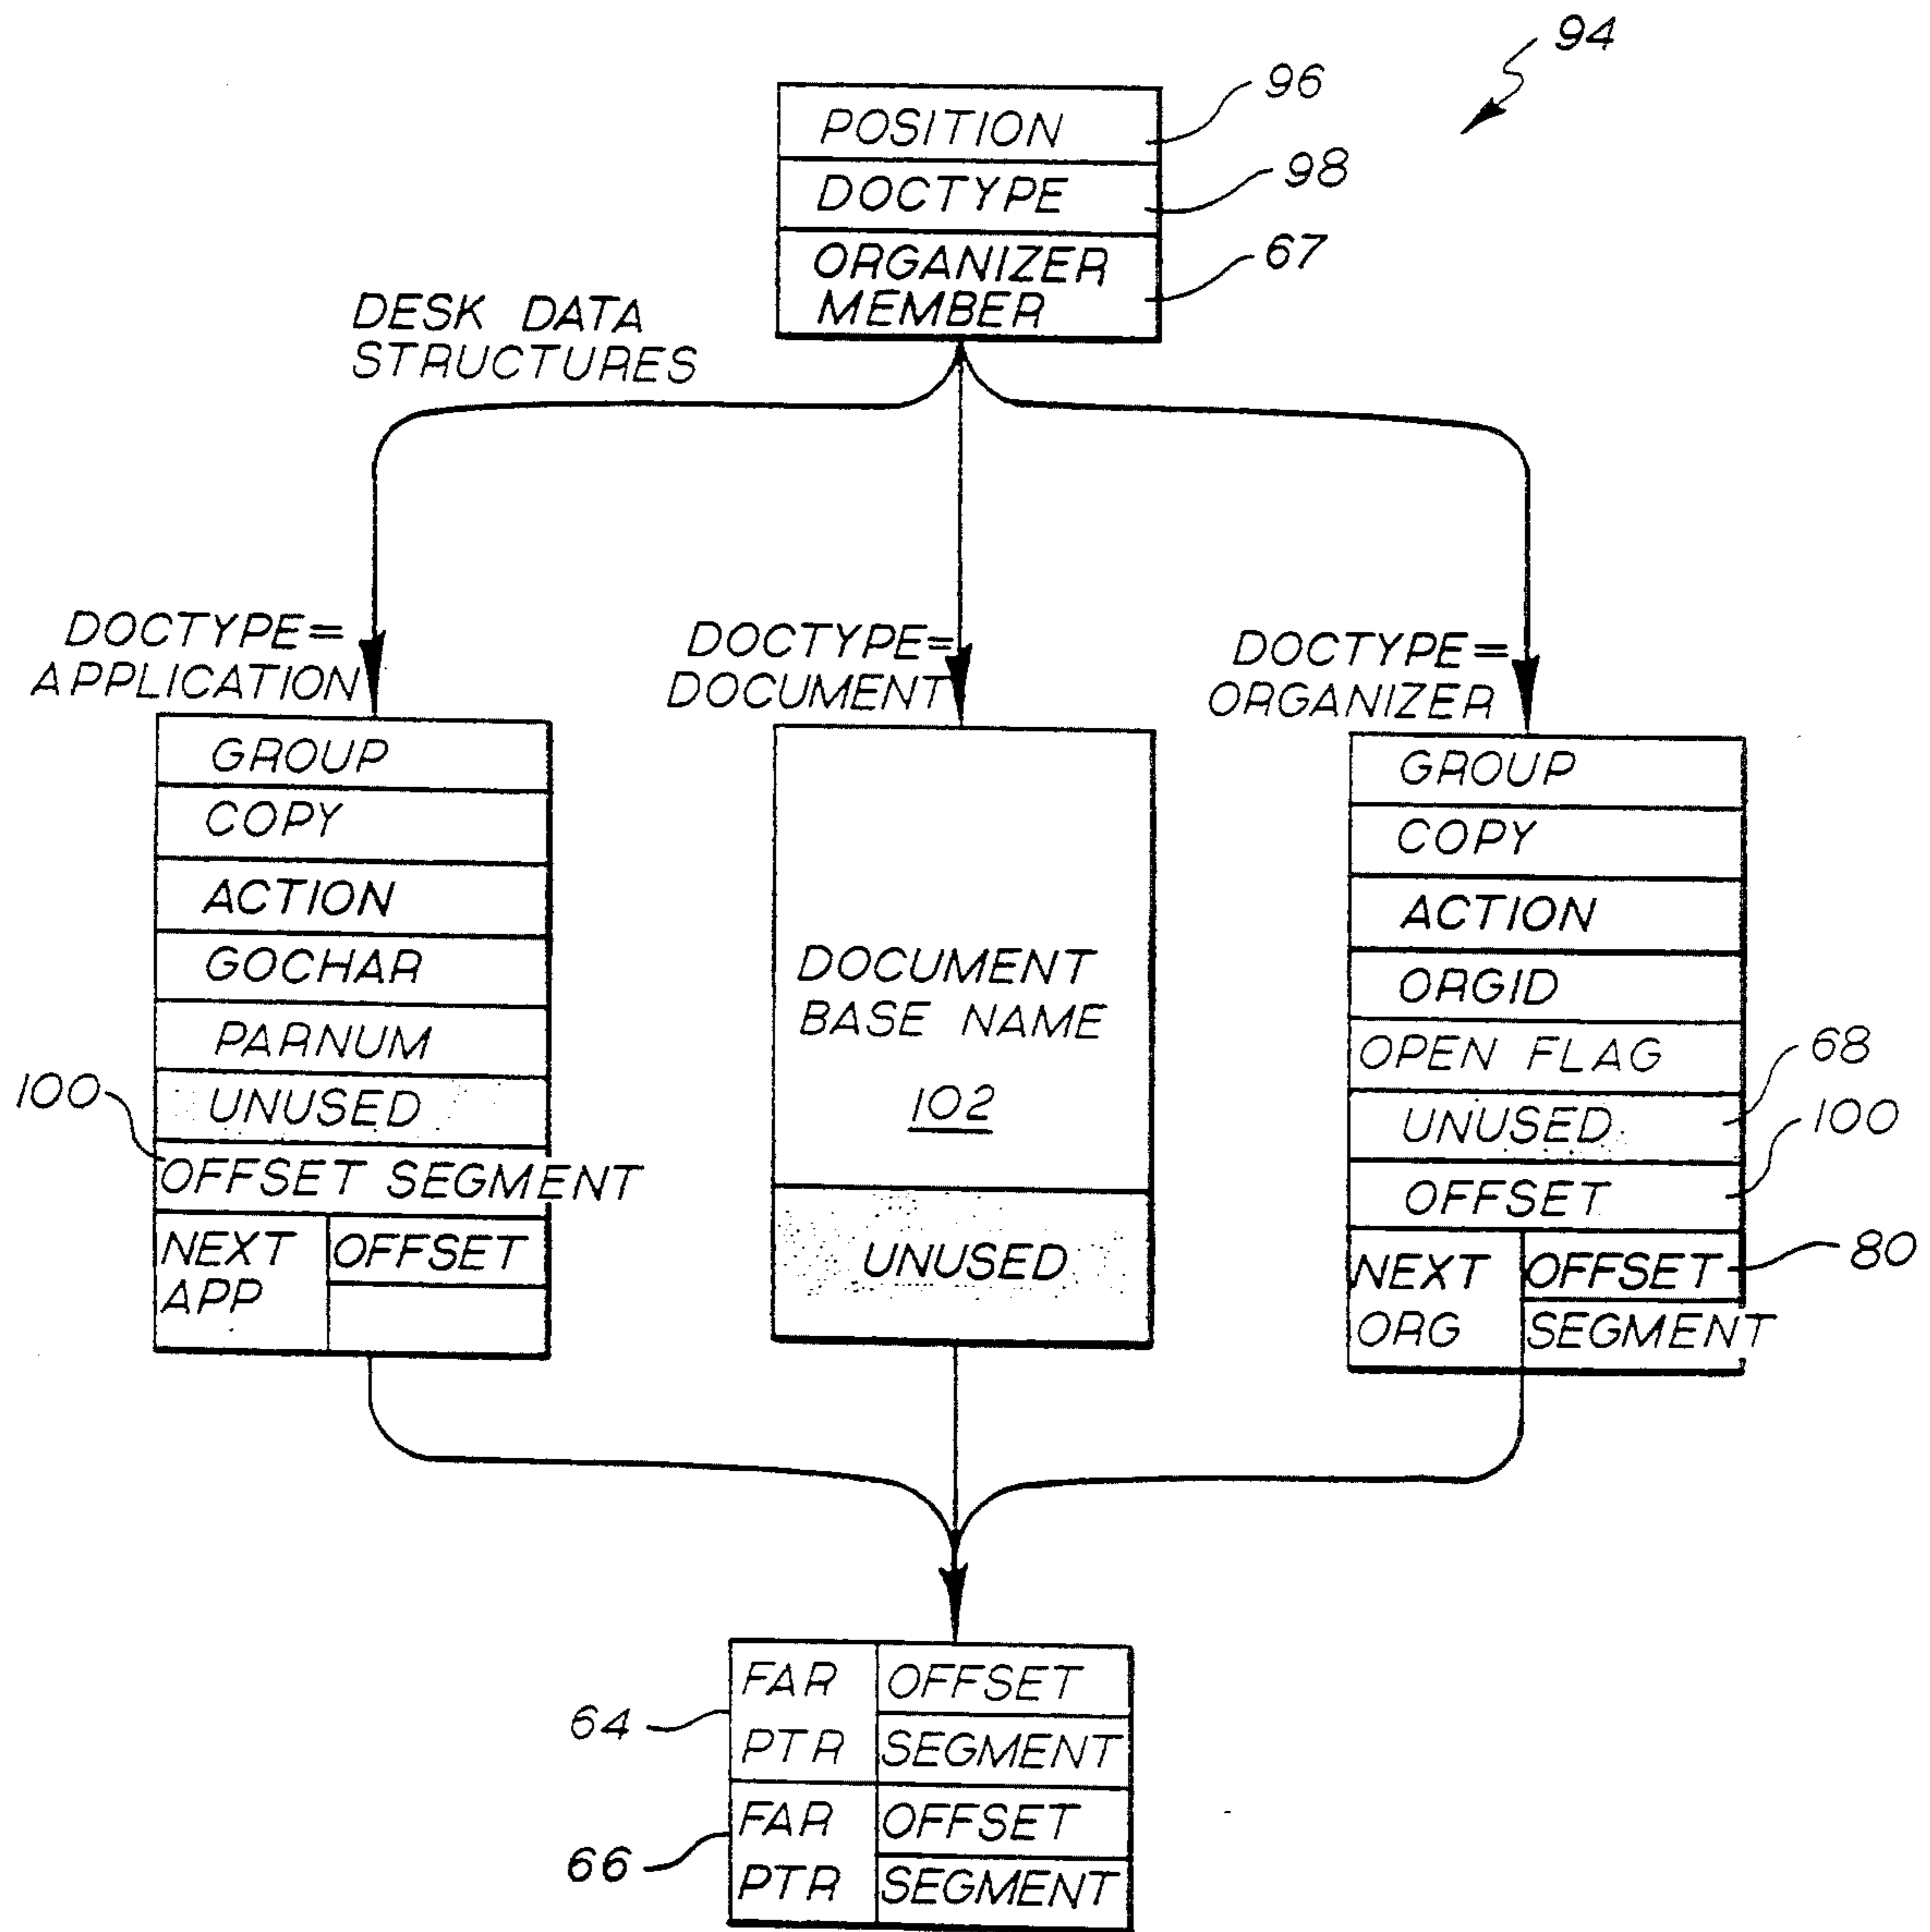 94
POSITION
96
DOCTYPE
98
ORGANIZER
MEMBER
67
DESK DATA
STRUCTURES
DOCTYPE=
APPLICATION
GROUP
COPY
ACTION
GOCHAR
PARNUM
UNUSED
100
OFFSET SEGMENT
NEXT
APP
OFFSET
DOCTYPE=
DOCUMENT
DOCUMENT
BASE NAME
102
UNUSED
DOCTYPE=
ORGANIZER
GROUP
COPY
ACTION
ORGID
OPEN FLAG
UNUSED
68
OFFSET
100
NEXT
ORG
OFFSET
80
SEGMENT
64
FAR
PTR
OFFSET
SEGMENT
66
FAR
PTR
OFFSET
SEGMENT